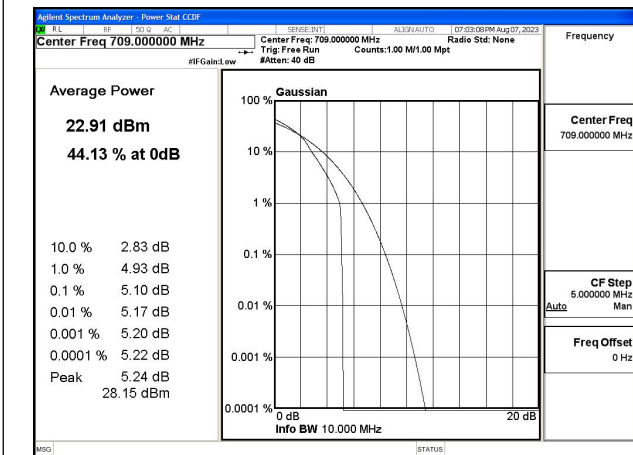 Agilent Spectrum Analyzer - Power Stat CCDF
RL RF 50 Ω AC SENSE:INT ALIGNAUTO 07:03:08 PM Aug 07, 2023
Center Freq 709.000000 MHz
Center Freq: 709.000000 MHz Radio Std: None
Trig: Free Run Counts:1.00 M/1.00 Mpt
#IFGain:Low #Atten: 40 dB
Frequency
Average Power
22.91 dBm
44.13 % at 0dB
10.0 % 2.83 dB
1.0 % 4.93 dB
0.1 % 5.10 dB
0.01 % 5.17 dB
0.001 % 5.20 dB
0.0001 % 5.22 dB
Peak 5.24 dB
28.15 dBm
Gaussian
100 %
10 %
1 %
0.1 %
0.01 %
0.001 %
0.0001 %
0 dB 20 dB
Info BW 10.000 MHz
Center Freq
709.000000 MHz
CF Step
5.000000 MHz
Auto Man
Freq Offset
0 Hz
MSG STATUS